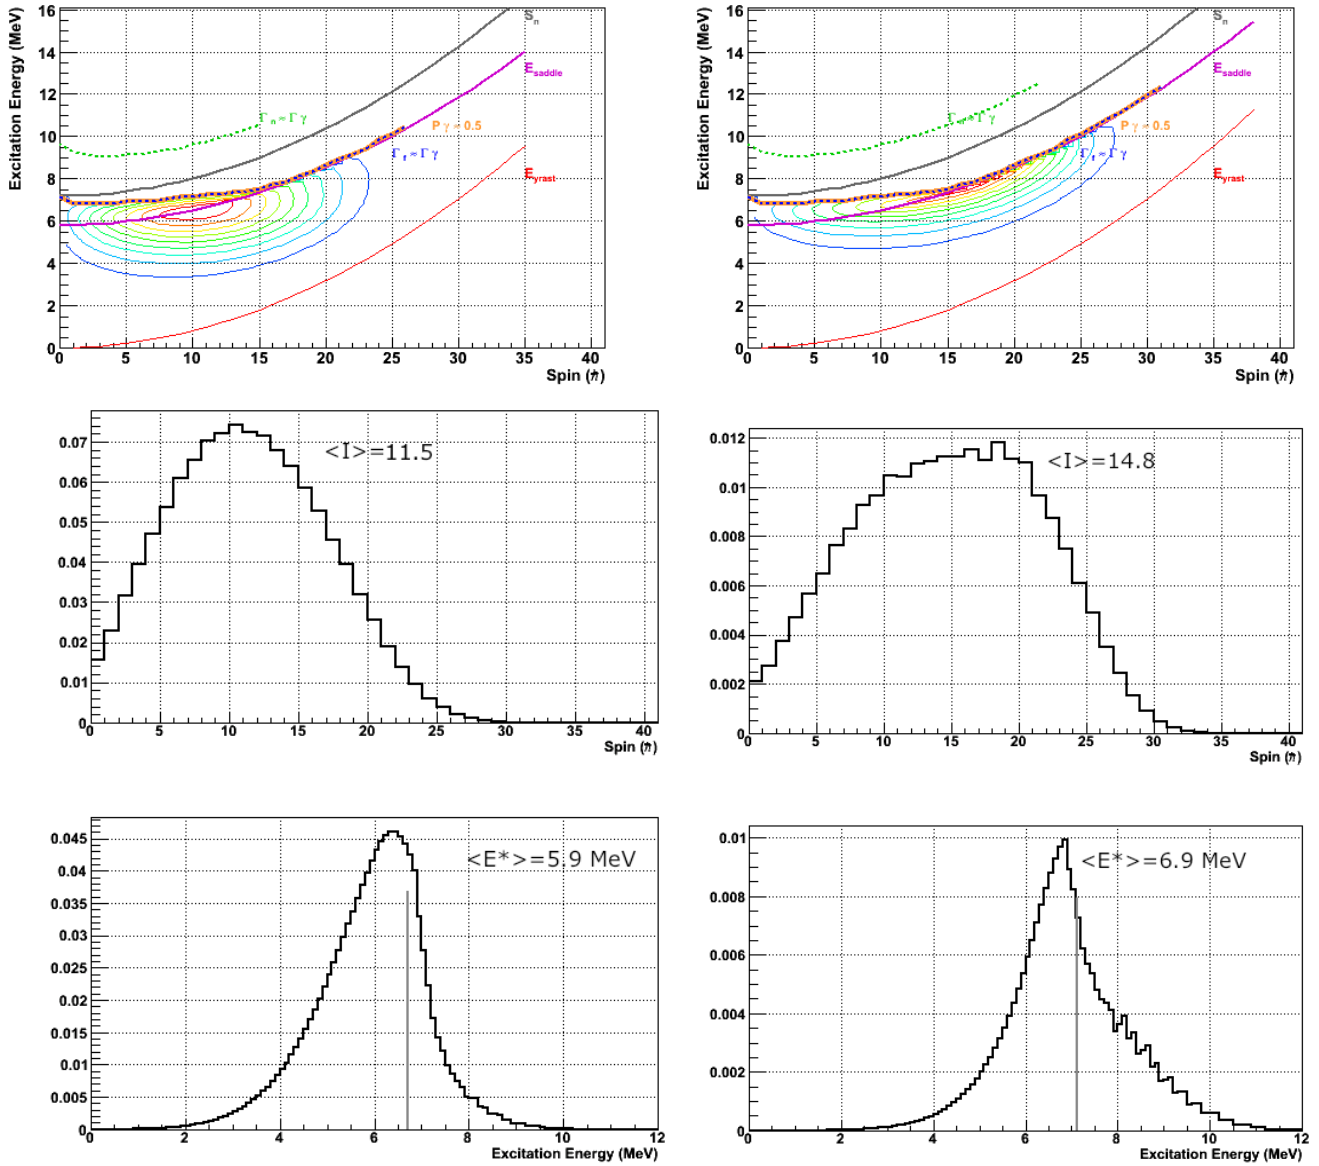 Excitation Energy (MeV)
16
14
12
10
8
6
4
2
0
S_n
E_saddle
Γ_n ≈ Γ_γ
P γ ≈ 0.5
Γ_f ≈ Γ_γ
E_yrast
0 5 10 15 20 25 30 35 40
Spin (ħ)
Excitation Energy (MeV)
16
14
12
10
8
6
4
2
0
S_n
E_saddle
Γ_n ≈ Γ_γ
P γ ≈ 0.5
Γ_f ≈ Γ_γ
E_yrast
0 5 10 15 20 25 30 35 40
Spin (ħ)
0.07
0.06
0.05
0.04
0.03
0.02
0.01
0
<I>=11.5
0 5 10 15 20 25 30 35 40
Spin (ħ)
0.012
0.01
0.008
0.006
0.004
0.002
0
<I>=14.8
0 5 10 15 20 25 30 35 40
Spin (ħ)
0.045
0.04
0.035
0.03
0.025
0.02
0.015
0.01
0.005
0
<E*>=5.9 MeV
0 2 4 6 8 10 12
Excitation Energy (MeV)
0.01
0.008
0.006
0.004
0.002
0
<E*>=6.9 MeV
0 2 4 6 8 10 12
Excitation Energy (MeV)